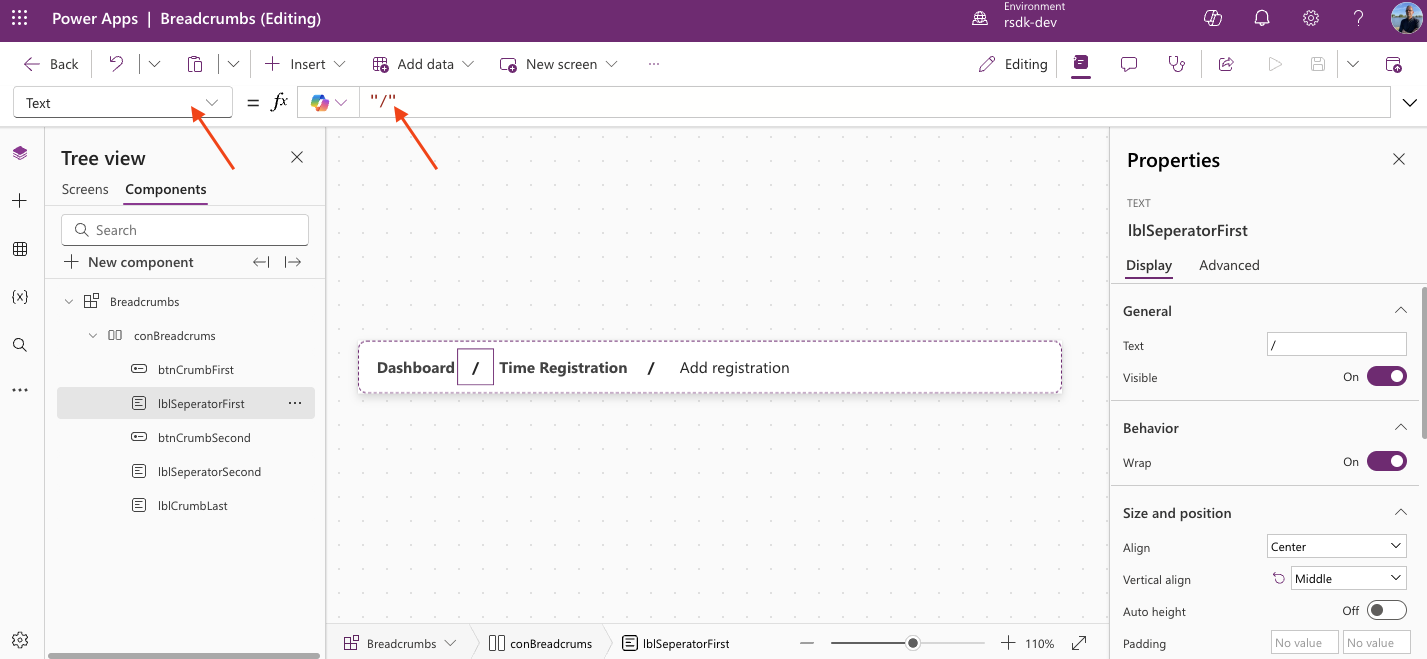 Power Apps | Breadcrumbs (Editing)
Environment
rsdk-dev
?
Back
Insert
Add data
New screen
...
Editing
Text
= fx
"/"
Tree view
Screens
Components
Search
New component
Breadcrumbs
conBreadcrums
btnCrumbFirst
lblSeperatorFirst
...
btnCrumbSecond
lblSeperatorSecond
lblCrumbLast
{x}
Dashboard / Time Registration / Add registration
Breadcrumbs
conBreadcrums
lblSeperatorFirst
110%
Properties
TEXT
lblSeperatorFirst
Display
Advanced
General
Text
/
Visible
On
Behavior
Wrap
On
Size and position
Align
Center
Vertical align
Middle
Auto height
Off
Padding
No value
No value